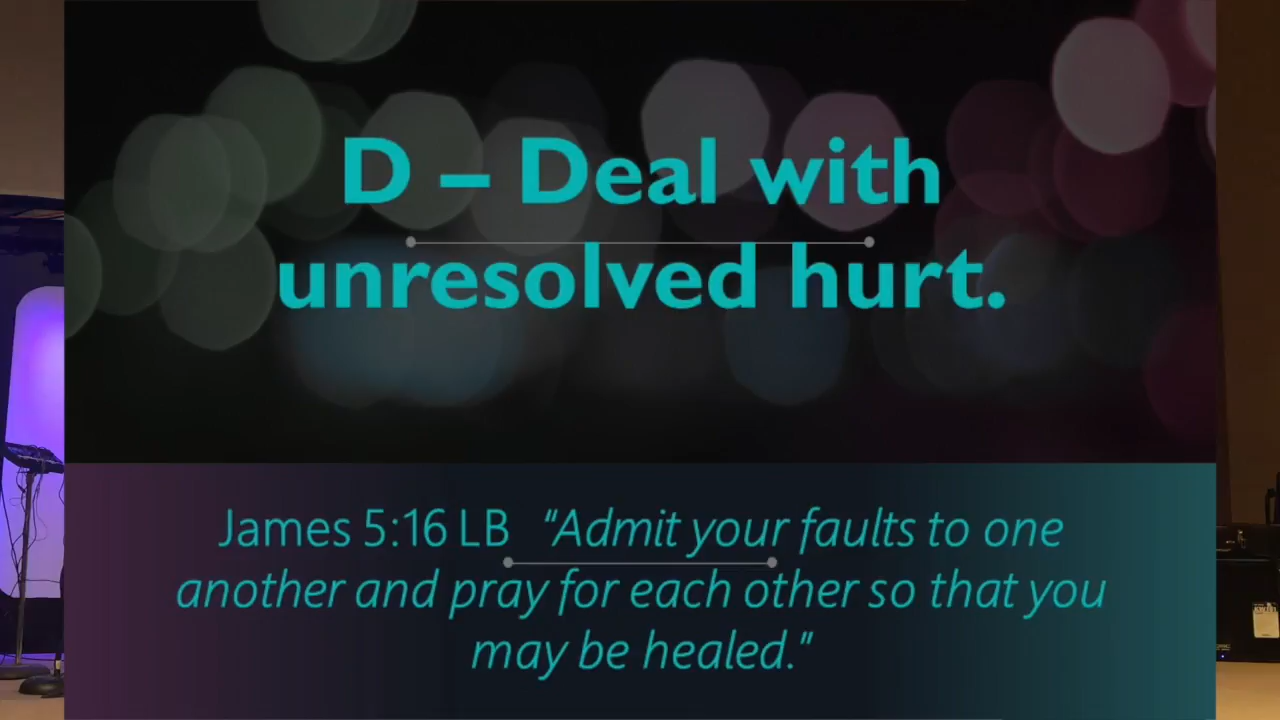 D – Deal with
unresolved hurt.
James 5:16 LB "Admit your faults to one
another and pray for each other so that you
may be healed."